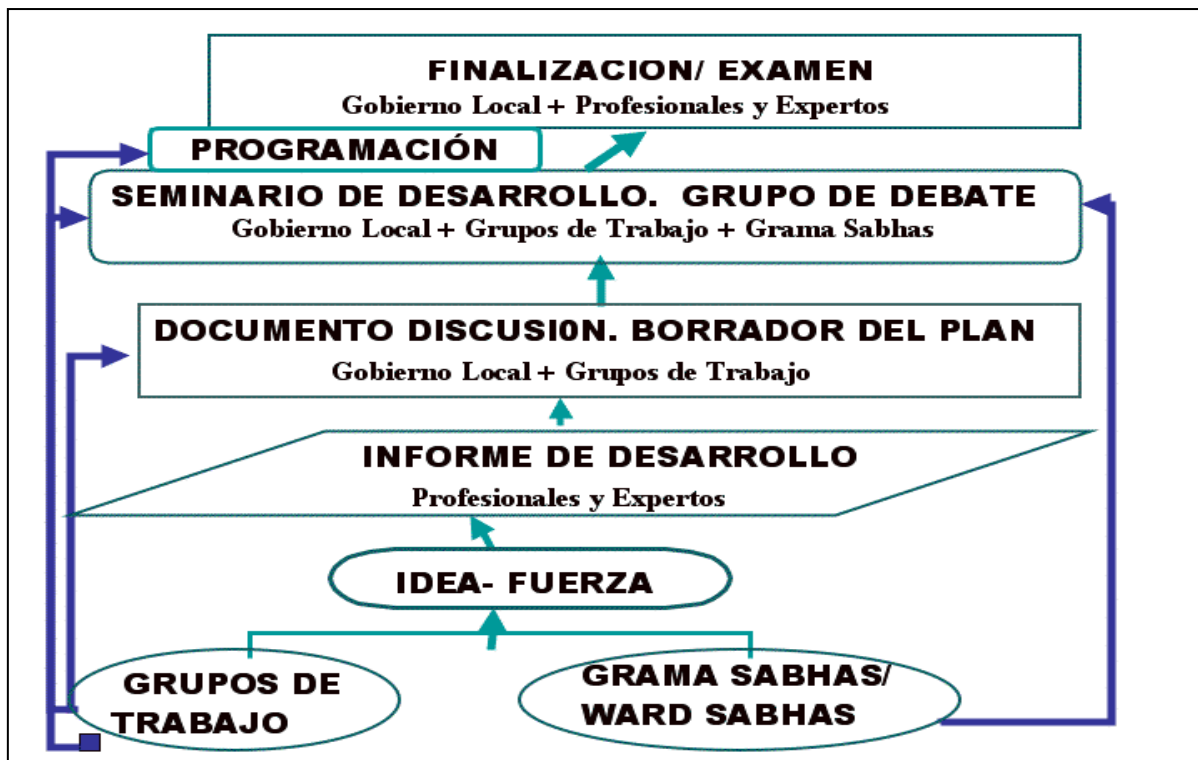 FINALIZACION/ EXAMEN
Gobierno Local + Profesionales y Expertos
PROGRAMACIÓN
SEMINARIO DE DESARROLLO. GRUPO DE DEBATE
Gobierno Local + Grupos de Trabajo + Grama Sabhas
DOCUMENTO DISCUSI0N. BORRADOR DEL PLAN
Gobierno Local + Grupos de Trabajo
INFORME DE DESARROLLO
Profesionales y Expertos
IDEA- FUERZA
GRUPOS DE
TRABAJO
GRAMA SABHAS/
WARD SABHAS